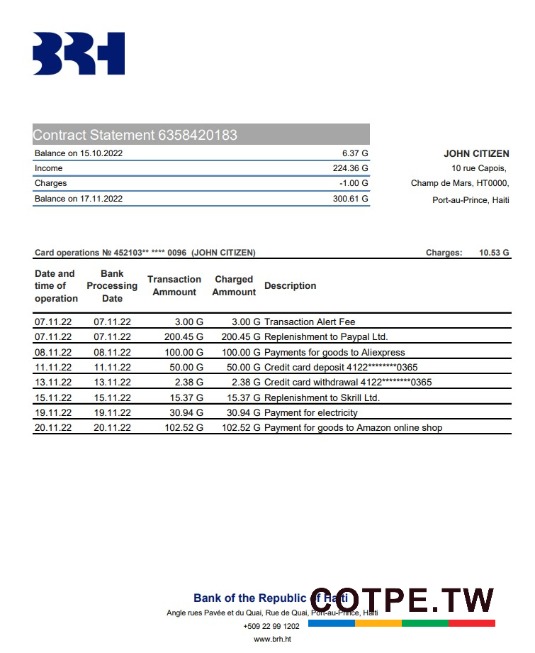 BRH
Contract Statement 6358420183
Balance on 15.10.2022 6.37 G
Income 224.36 G
Charges -1.00 G
Balance on 17.11.2022 300.61 G
JOHN CITIZEN
10 rue Capois,
Champ de Mars, HT0000,
Port-au-Prince, Haiti
Card operations № 452103** **** 0096 (JOHN CITIZEN) Charges: 10.53 G
Date and time of operation Bank Processing Date Transaction Amount Charged Amount Description
07.11.22 07.11.22 3.00 G 3.00 G Transaction Alert Fee
07.11.22 07.11.22 200.45 G 200.45 G Replenishment to Paypal Ltd.
08.11.22 08.11.22 100.00 G 100.00 G Payments for goods to Aliexpress
11.11.22 11.11.22 50.00 G 50.00 G Credit card deposit 4122********0365
13.11.22 13.11.22 2.38 G 2.38 G Credit card withdrawal 4122********0365
15.11.22 15.11.22 15.37 G 15.37 G Replenishment to Skrill Ltd.
19.11.22 19.11.22 30.94 G 30.94 G Payment for electricity
20.11.22 20.11.22 102.52 G 102.52 G Payment for goods to Amazon online shop
Bank of the Republic of Haiti
COTPE.TW
Angle rues Pavée et du Quai, Rue de Quai, Port-au-Prince, Haiti
+509 22 99 1202
www.brh.ht